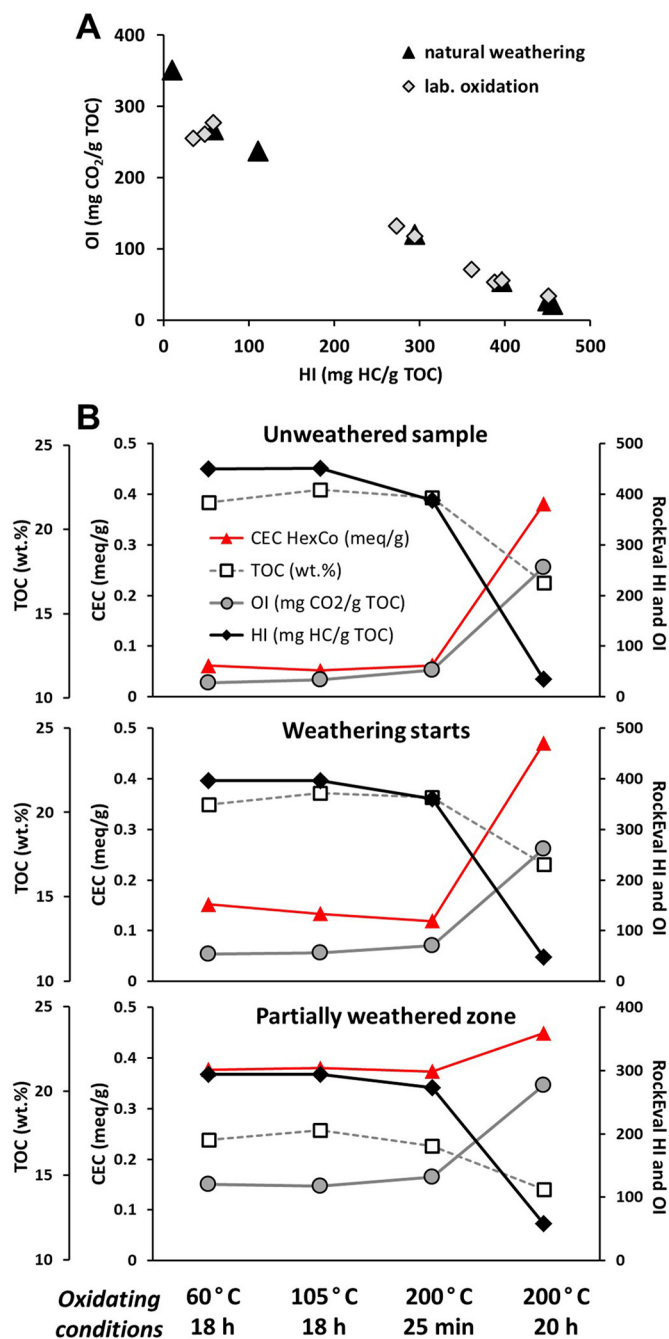 A
400
300
200
100
0
OI (mg CO₂/g TOC)
▲ natural weathering
◇ lab. oxidation
0 100 200 300 400 500
HI (mg HC/g TOC)
B
Unweathered sample
25
20
15
10
TOC (wt.%)
0.5
0.4
0.3
0.2
0.1
0
CEC (meq/g)
CEC HexCo (meq/g)
TOC (wt.%)
OI (mg CO2/g TOC)
HI (mg HC/g TOC)
500
400
300
200
100
0
RockEval HI and OI
Weathering starts
25
20
15
10
TOC (wt.%)
0.5
0.4
0.3
0.2
0.1
0
CEC (meq/g)
500
400
300
200
100
0
RockEval HI and OI
Partially weathered zone
25
20
15
10
TOC (wt.%)
0.5
0.4
0.3
0.2
0.1
0
CEC (meq/g)
400
300
200
100
0
RockEval HI and OI
Oxidating 60°C 105°C 200°C 200°C
conditions 18 h 18 h 25 min 20 h